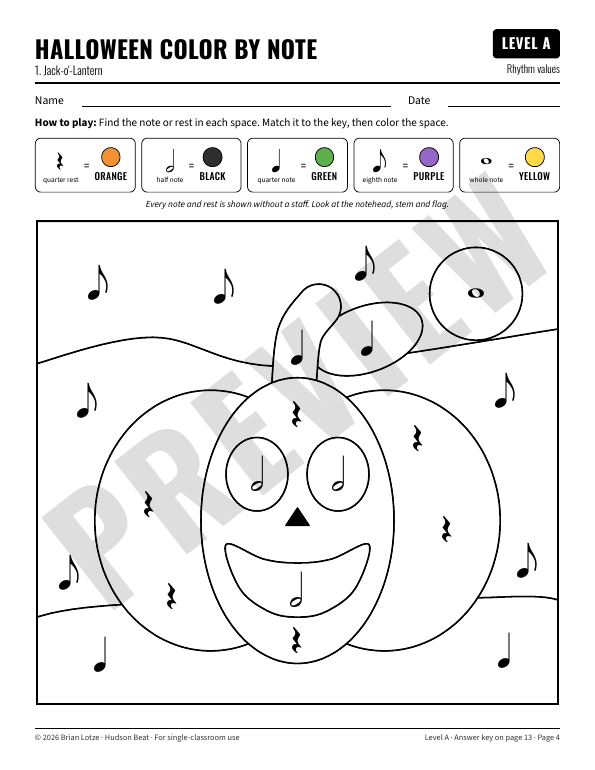 HALLOWEEN COLOR BY NOTE
LEVEL A
1. Jack-o'-Lantern
Rhythm values
Name
Date
How to play: Find the note or rest in each space. Match it to the key, then color the space.
quarter rest = ORANGE
half note = BLACK
quarter note = GREEN
eighth note = PURPLE
whole note = YELLOW
Every note and rest is shown without a staff. Look at the notehead, stem and flag.
PREVIEW
© 2026 Brian Lotze · Hudson Beat · For single-classroom use
Level A · Answer key on page 13 · Page 4